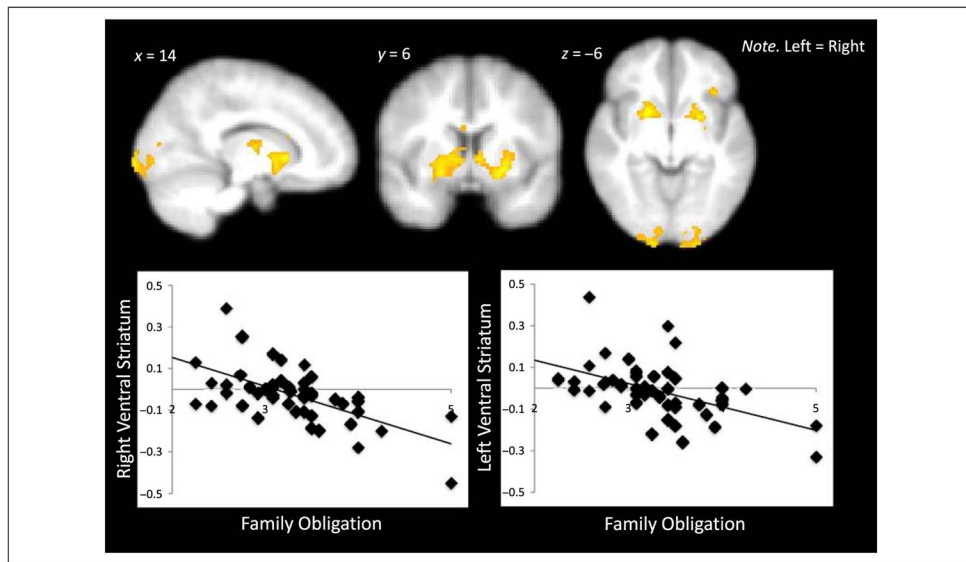 x = 14
y = 6
z = –6
Note. Left = Right
Right Ventral Striatum
0.5
0.3
0.1
–0.1
–0.3
–0.5
2
3
5
Family Obligation
Left Ventral Striatum
0.5
0.3
0.1
–0.1
–0.3
–0.5
2
3
5
Family Obligation